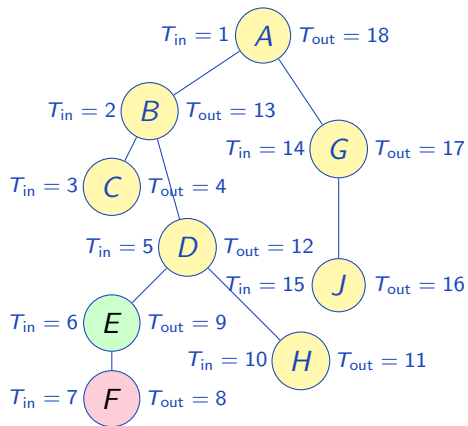 T_in = 1 A T_out = 18
T_in = 2 B T_out = 13
T_in = 14 G T_out = 17
T_in = 3 C T_out = 4
T_in = 5 D T_out = 12
T_in = 15 J T_out = 16
T_in = 6 E T_out = 9
T_in = 10 H T_out = 11
T_in = 7 F T_out = 8